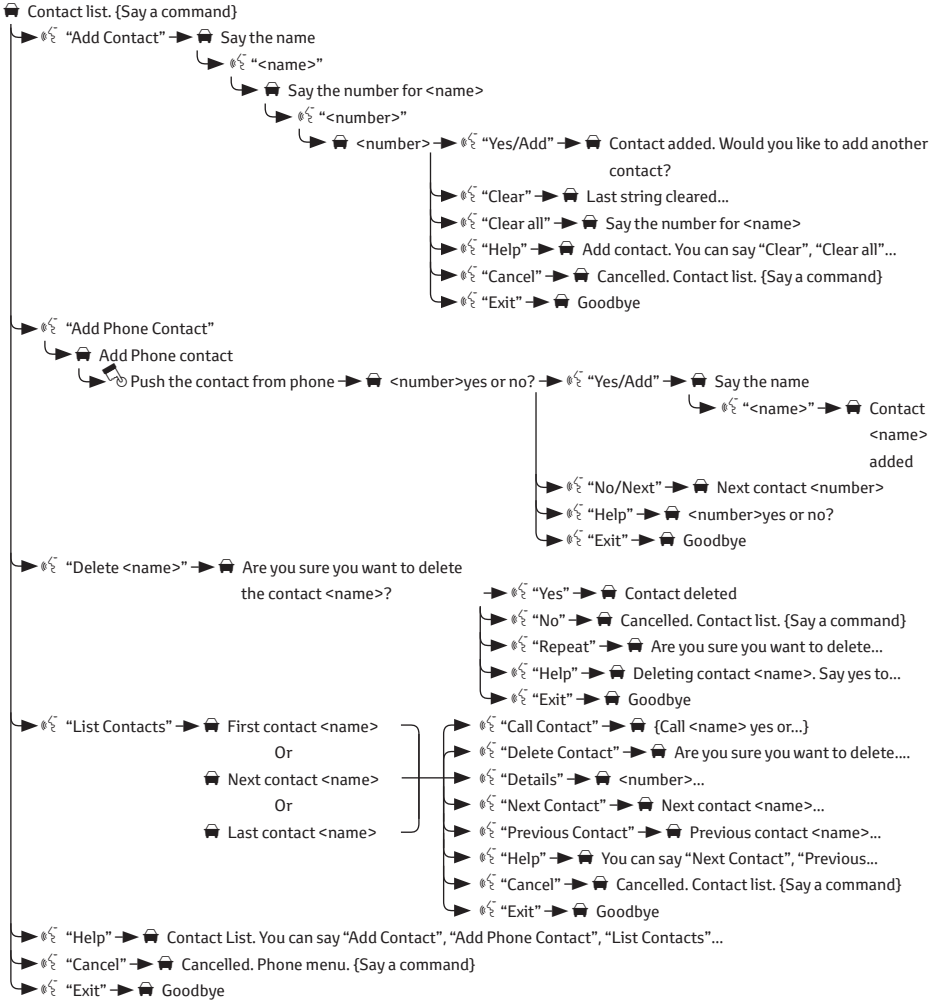 Contact list. {Say a command}
“Add Contact” Say the name
“<name>”
Say the number for <name>
“<number>”
<number> “Yes/Add” Contact added. Would you like to add another
contact?
“Clear” Last string cleared...
“Clear all” Say the number for <name>
“Help” Add contact. You can say “Clear”, “Clear all”...
“Cancel” Cancelled. Contact list. {Say a command}
“Exit” Goodbye
“Add Phone Contact”
Add Phone contact
Push the contact from phone <number>yes or no? “Yes/Add” Say the name
“<name>” Contact
<name>
added
“No/Next” Next contact <number>
“Help” <number>yes or no?
“Exit” Goodbye
“Delete <name>” Are you sure you want to delete
the contact <name>?
“Yes” Contact deleted
“No” Cancelled. Contact list. {Say a command}
“Repeat” Are you sure you want to delete...
“Help” Deleting contact <name>. Say yes to...
“Exit” Goodbye
“List Contacts” First contact <name> “Call Contact” {Call <name> yes or...}
Or “Delete Contact” Are you sure you want to delete....
Next contact <name> “Details” <number>...
Or “Next Contact” Next contact <name>...
Last contact <name> “Previous Contact” Previous contact <name>...
“Help” You can say “Next Contact”, “Previous...
“Cancel” Cancelled. Contact list. {Say a command}
“Exit” Goodbye
“Help” Contact List. You can say “Add Contact”, “Add Phone Contact”, “List Contacts”...
“Cancel” Cancelled. Phone menu. {Say a command}
“Exit” Goodbye